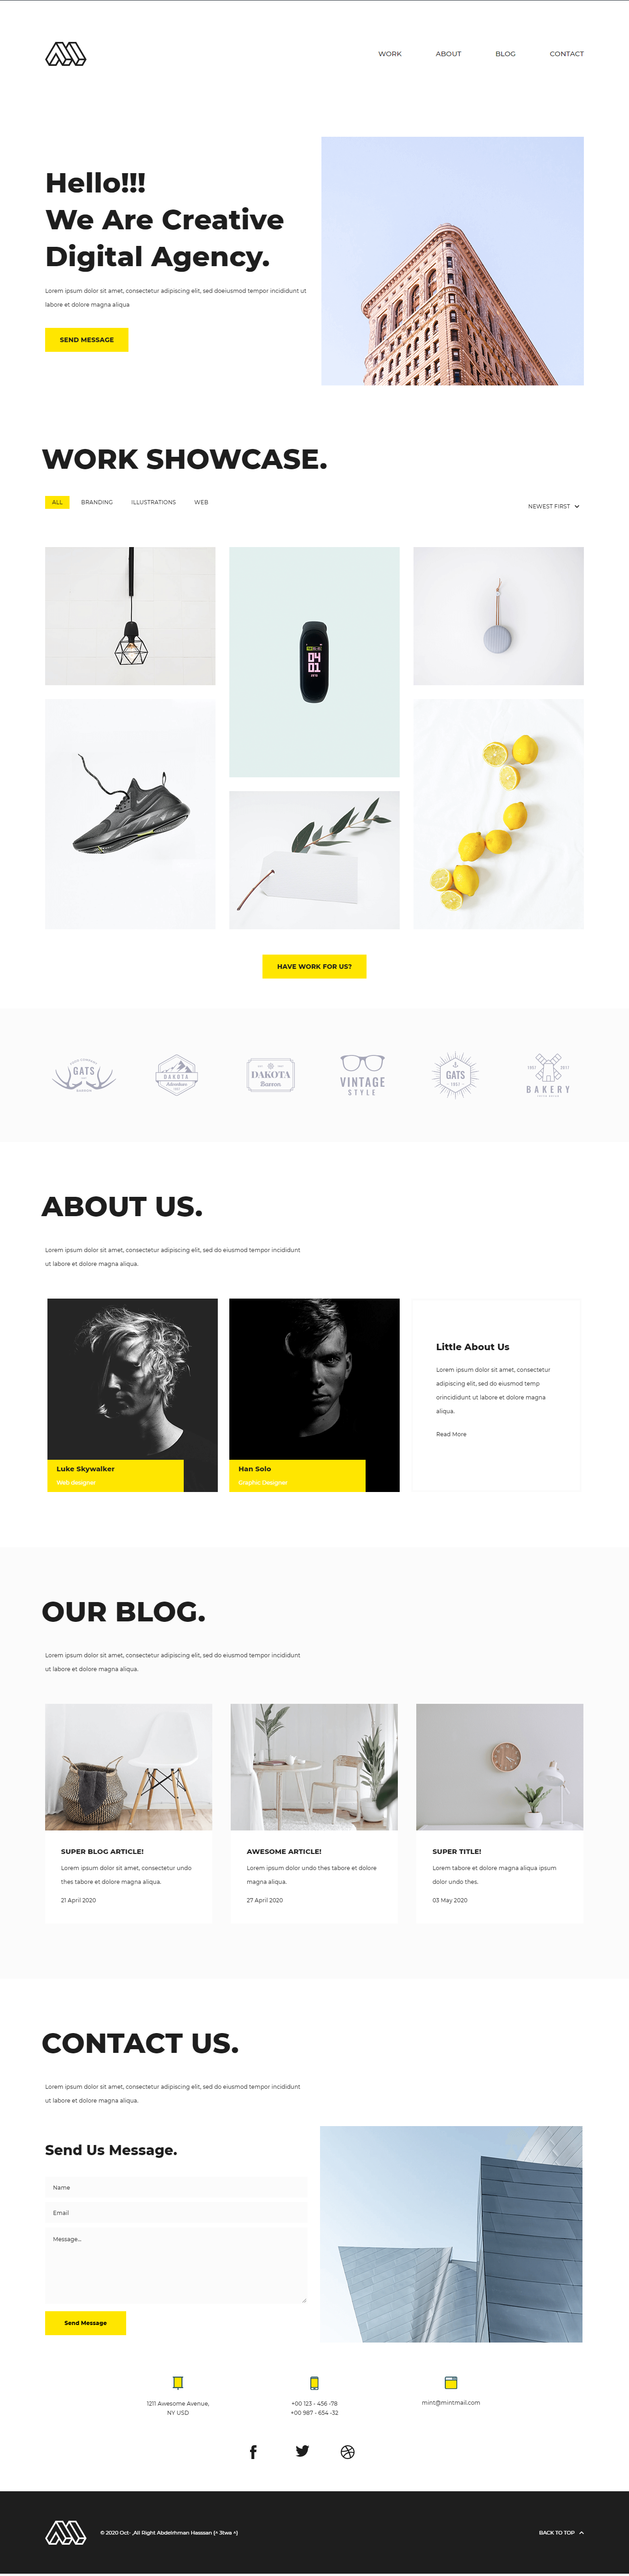 WORK ABOUT BLOG CONTACT
Hello!!!
We Are Creative
Digital Agency.
Lorem ipsum dolor sit amet, consectetur adipiscing elit, sed doeiusmod tempor incididunt ut
labore et dolore magna aliqua
SEND MESSAGE
WORK SHOWCASE.
ALL BRANDING ILLUSTRATIONS WEB
NEWEST FIRST
04
01
HAVE WORK FOR US?
GATS
DAKOTA
Adventure
DAKOTA
Barron
VINTAGE
STYLE
GATS
BAKERY
ABOUT US.
Lorem ipsum dolor sit amet, consectetur adipiscing elit, sed do eiusmod tempor incididunt
ut labore et dolore magna aliqua.
Luke Skywalker
Web designer
Han Solo
Graphic Designer
Little About Us
Lorem ipsum dolor sit amet, consectetur
adipiscing elit, sed do eiusmod temp
orincididunt ut labore et dolore magna
aliqua.
Read More
OUR BLOG.
Lorem ipsum dolor sit amet, consectetur adipiscing elit, sed do eiusmod tempor incididunt
ut labore et dolore magna aliqua.
SUPER BLOG ARTICLE!
Lorem ipsum dolor sit amet, consectetur undo
thes tabore et dolore magna aliqua.
21 April 2020
AWESOME ARTICLE!
Lorem ipsum dolor undo thes tabore et dolore
magna aliqua.
27 April 2020
SUPER TITLE!
Lorem tabore et dolore magna aliqua ipsum
dolor undo thes.
03 May 2020
CONTACT US.
Lorem ipsum dolor sit amet, consectetur adipiscing elit, sed do eiusmod tempor incididunt
ut labore et dolore magna aliqua.
Send Us Message.
Name
Email
Message...
Send Message
1211 Awesome Avenue,
NY USD
+00 123 - 456 -78
+00 987 - 654 -32
mint@mintmail.com
© 2020 Oct- ,All Right Abdelrhman Hasssan [^ 3twa ^]
BACK TO TOP